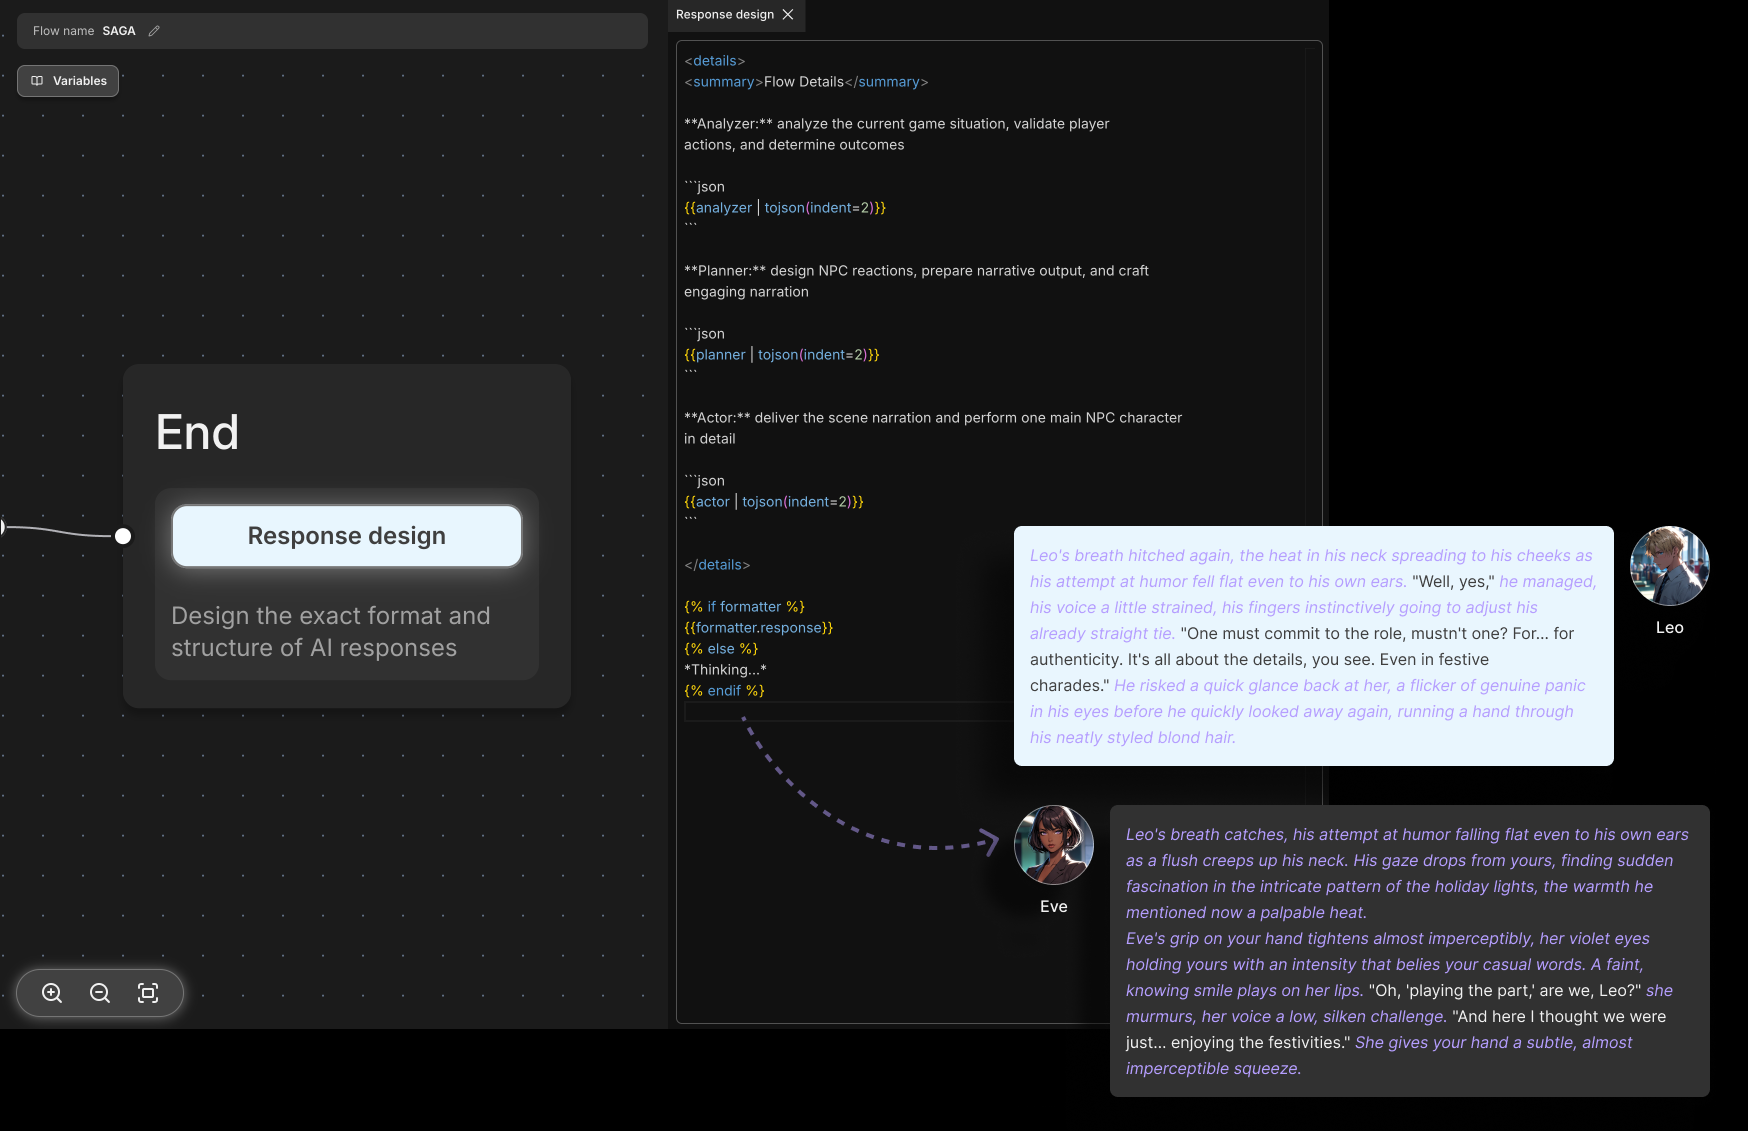 Flow name SAGA
Variables
End
Response design
Design the exact format and
structure of AI responses
Response design
<details>
<summary>Flow Details</summary>
**Analyzer:** analyze the current game situation, validate player
actions, and determine outcomes
```json
{{analyzer | tojson(indent=2)}}
```
**Planner:** design NPC reactions, prepare narrative output, and craft
engaging narration
```json
{{planner | tojson(indent=2)}}
```
**Actor:** deliver the scene narration and perform one main NPC character
in detail
```json
{{actor | tojson(indent=2)}}
```
</details>
{% if formatter %}
{{formatter.response}}
{% else %}
*Thinking...*
{% endif %}
Leo's breath hitched again, the heat in his neck spreading to his cheeks as
his attempt at humor fell flat even to his own ears. "Well, yes," he managed,
his voice a little strained, his fingers instinctively going to adjust his
already straight tie. "One must commit to the role, mustn't one? For... for
authenticity. It's all about the details, you see. Even in festive
charades." He risked a quick glance back at her, a flicker of genuine panic
in his eyes before he quickly looked away again, running a hand through
his neatly styled blond hair.
Leo
Eve
Leo's breath catches, his attempt at humor falling flat even to his own ears
as a flush creeps up his neck. His gaze drops from yours, finding sudden
fascination in the intricate pattern of the holiday lights, the warmth he
mentioned now a palpable heat.
Eve's grip on your hand tightens almost imperceptibly, her violet eyes
holding yours with an intensity that belies your casual words. A faint,
knowing smile plays on her lips. "Oh, 'playing the part,' are we, Leo?" she
murmurs, her voice a low, silken challenge. "And here I thought we were
just... enjoying the festivities." She gives your hand a subtle, almost
imperceptible squeeze.